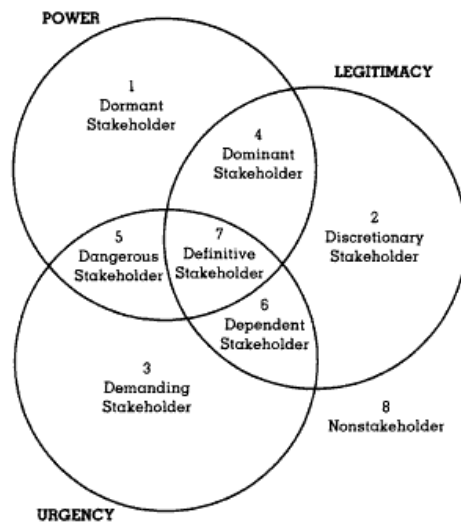 POWER
1
Dormant
Stakeholder
LEGITIMACY
4
Dominant
Stakeholder
2
Discretionary
Stakeholder
5
Dangerous
Stakeholder
7
Definitive
Stakeholder
6
Dependent
Stakeholder
3
Demanding
Stakeholder
8
Nonstakeholder
URGENCY